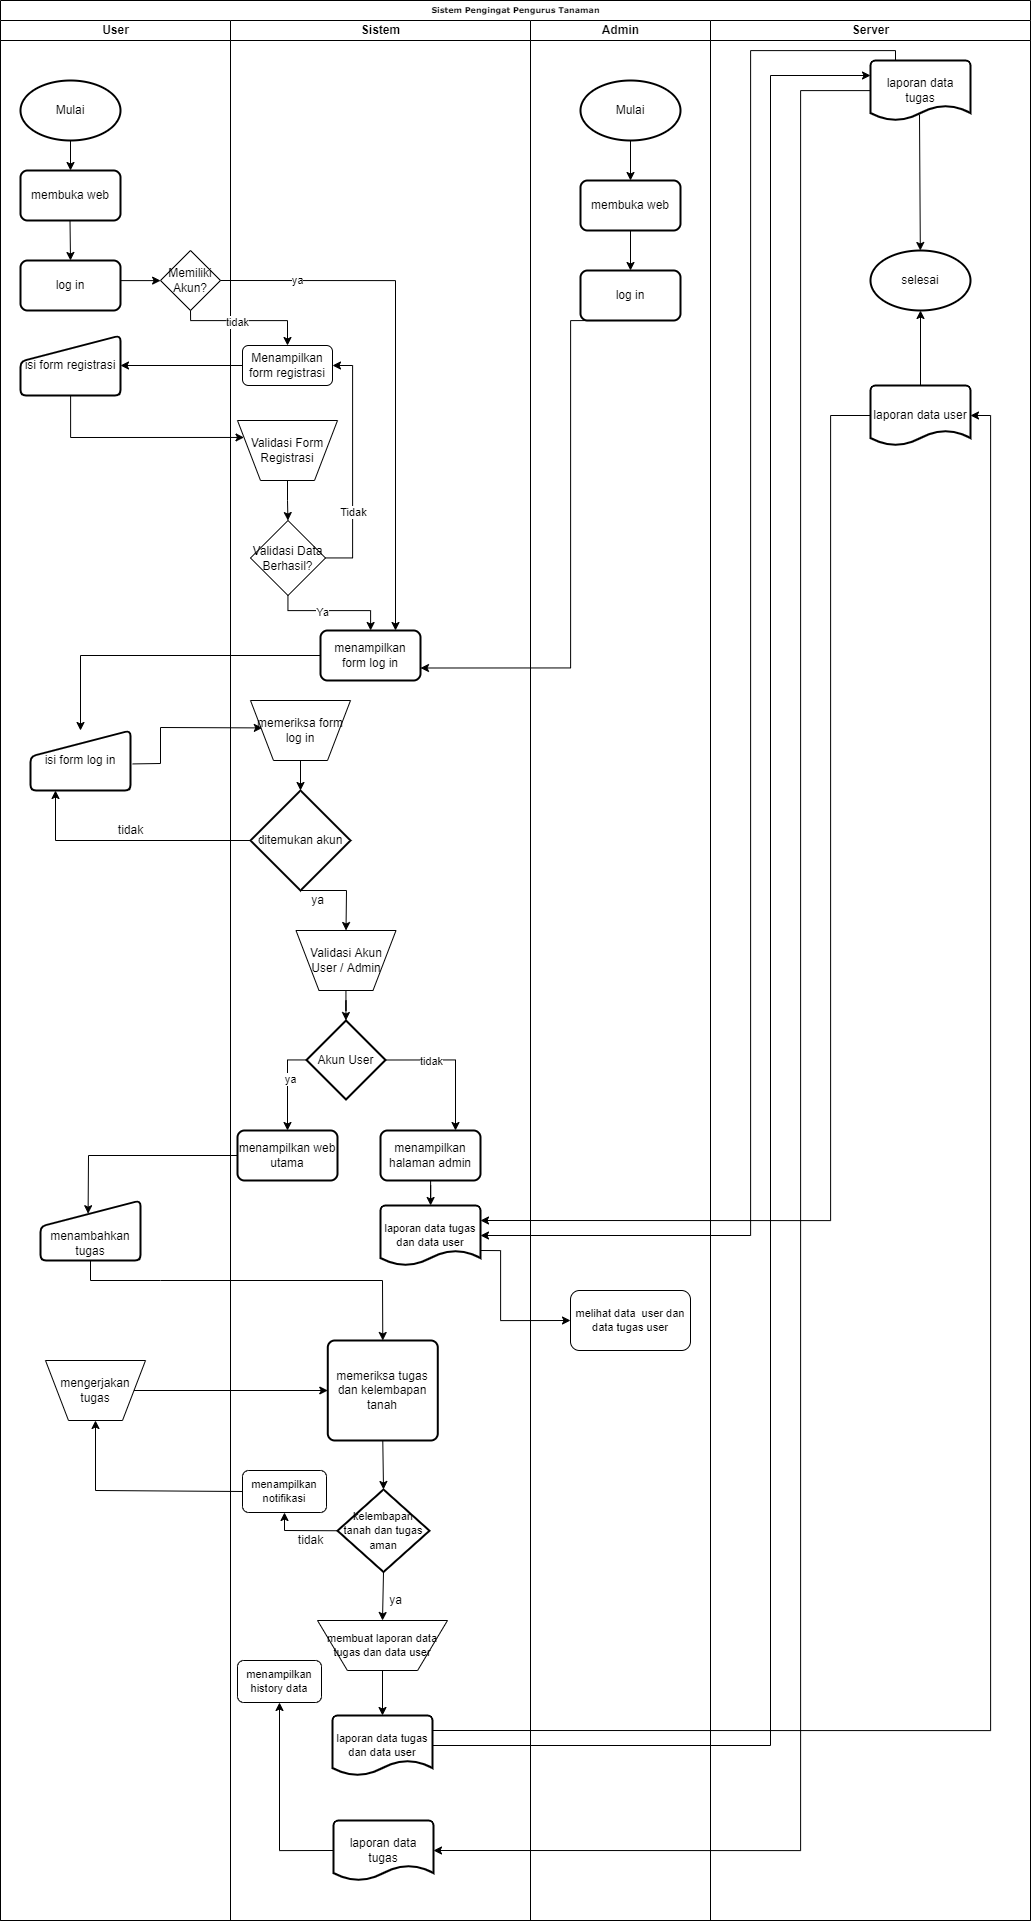 Sistem Pengingat Pengurus Tanaman
User
Sistem
Admin
Server
Mulai
membuka web
log in
Memiliki
Akun?
ya
tidak
isi form registrasi
Menampilkan
form registrasi
Validasi Form
Registrasi
Tidak
Validasi Data
Berhasil?
Ya
menampilkan
form log in
Mulai
membuka web
log in
laporan data
tugas
selesai
laporan data user
memeriksa form
log in
isi form log in
tidak
ditemukan akun
ya
Validasi Akun
User / Admin
Akun User
ya
tidak
menampilkan web
utama
menampilkan
halaman admin
menambahkan
tugas
laporan data tugas
dan data user
melihat data  user dan
data tugas user
mengerjakan
tugas
memeriksa tugas
dan kelembapan
tanah
menampilkan
notifikasi
tidak
kelembapan
tanah dan tugas
aman
ya
membuat laporan data
tugas dan data user
menampilkan
history data
laporan data tugas
dan data user
laporan data
tugas